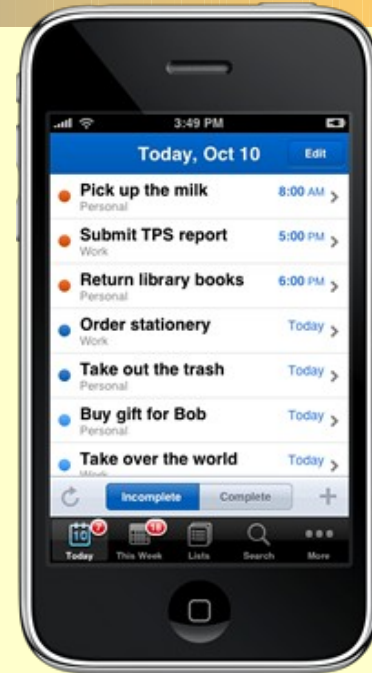 3:49 PM
Today, Oct 10 Edit
Pick up the milk 8:00 AM
Personal
Submit TPS report 5:00 PM
Work
Return library books 6:00 PM
Personal
Order stationery Today
Work
Take out the trash Today
Personal
Buy gift for Bob Today
Personal
Take over the world Today
Work
Incomplete Complete
10 7 18
Today This Week Lists Search More